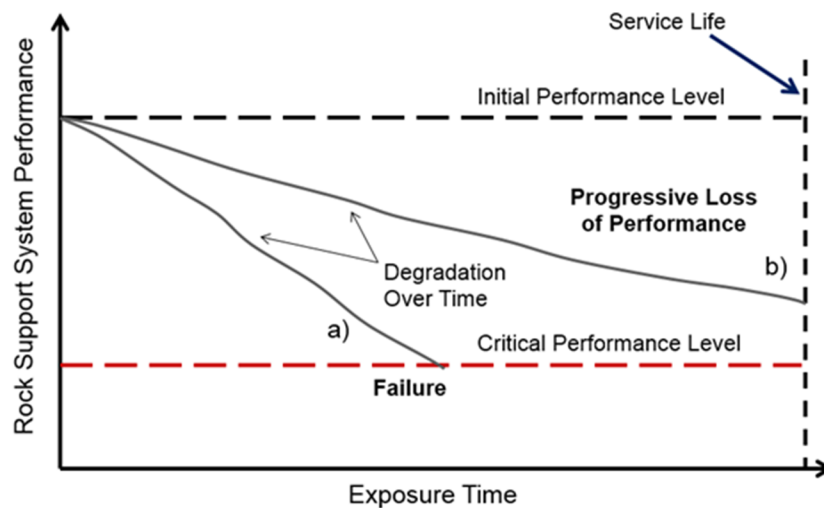 Service Life
Initial Performance Level
Rock Support System Performance
Progressive Loss
of Performance
b)
Degradation
Over Time
a)
Critical Performance Level
Failure
Exposure Time